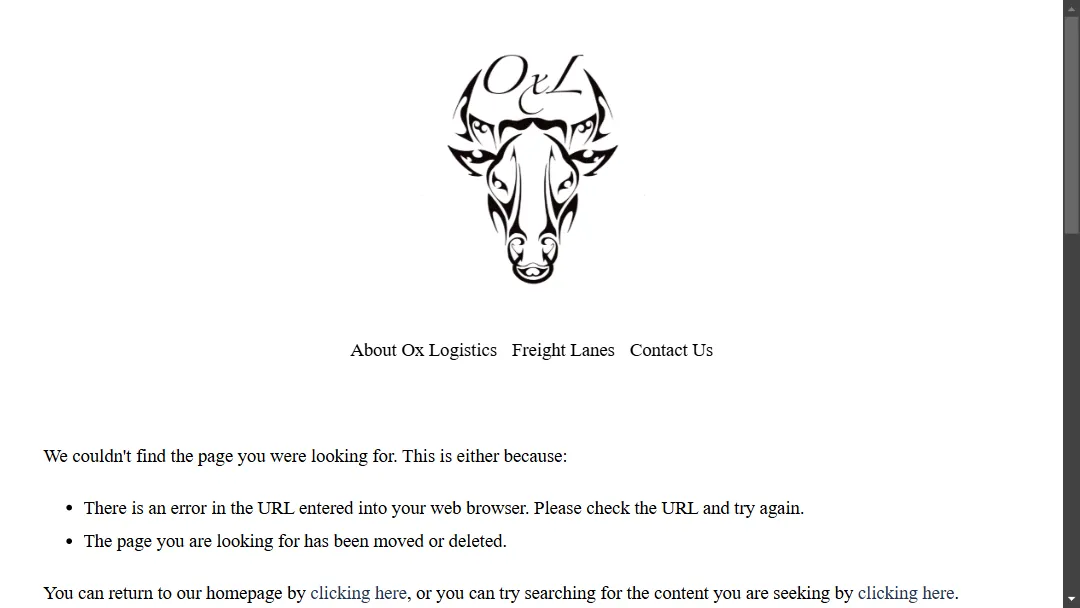 OxL
About Ox Logistics Freight Lanes Contact Us
We couldn't find the page you were looking for. This is either because:
• There is an error in the URL entered into your web browser. Please check the URL and try again.
• The page you are looking for has been moved or deleted.
You can return to our homepage by clicking here, or you can try searching for the content you are seeking by clicking here.